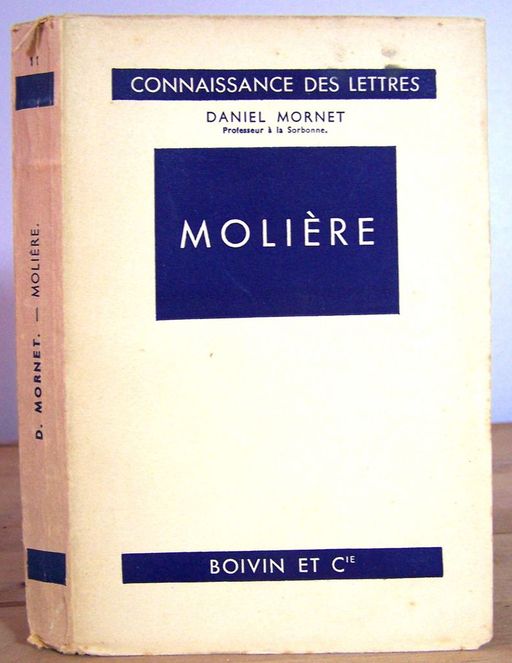 CONNAISSANCE DES LETTRES
DANIEL MORNET
Professeur à la Sorbonne.
MOLIÈRE
BOIVIN ET Cᴵᴱ
11
D. MORNET. — MOLIÈRE.